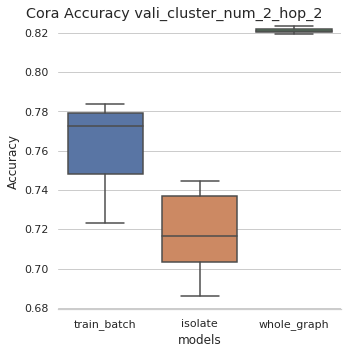 Cora Accuracy vali_cluster_num_2_hop_2
0.82
0.80
0.78
0.76
0.74
0.72
0.70
0.68
Accuracy
train_batch isolate whole_graph
models